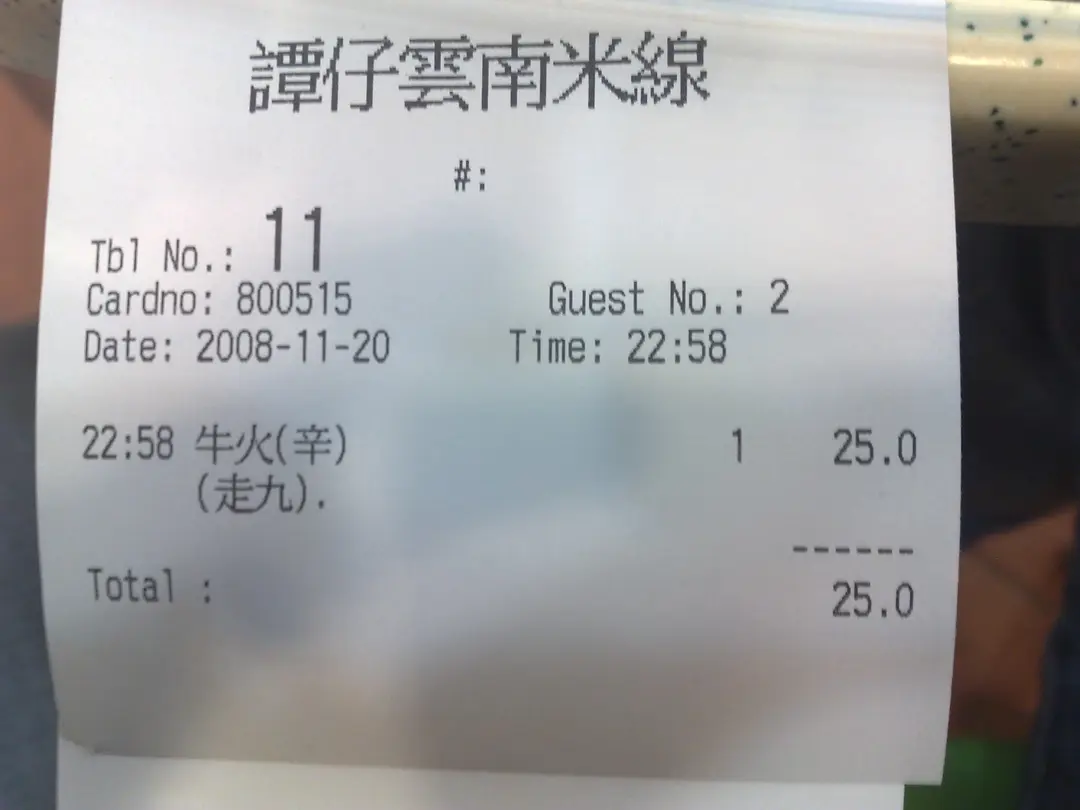 譚仔雲南米線
#:
Tbl No.: 11
Cardno: 800515 Guest No.: 2
Date: 2008-11-20 Time: 22:58
22:58 牛火(辛) 1 25.0
(走九).
------
Total : 25.0